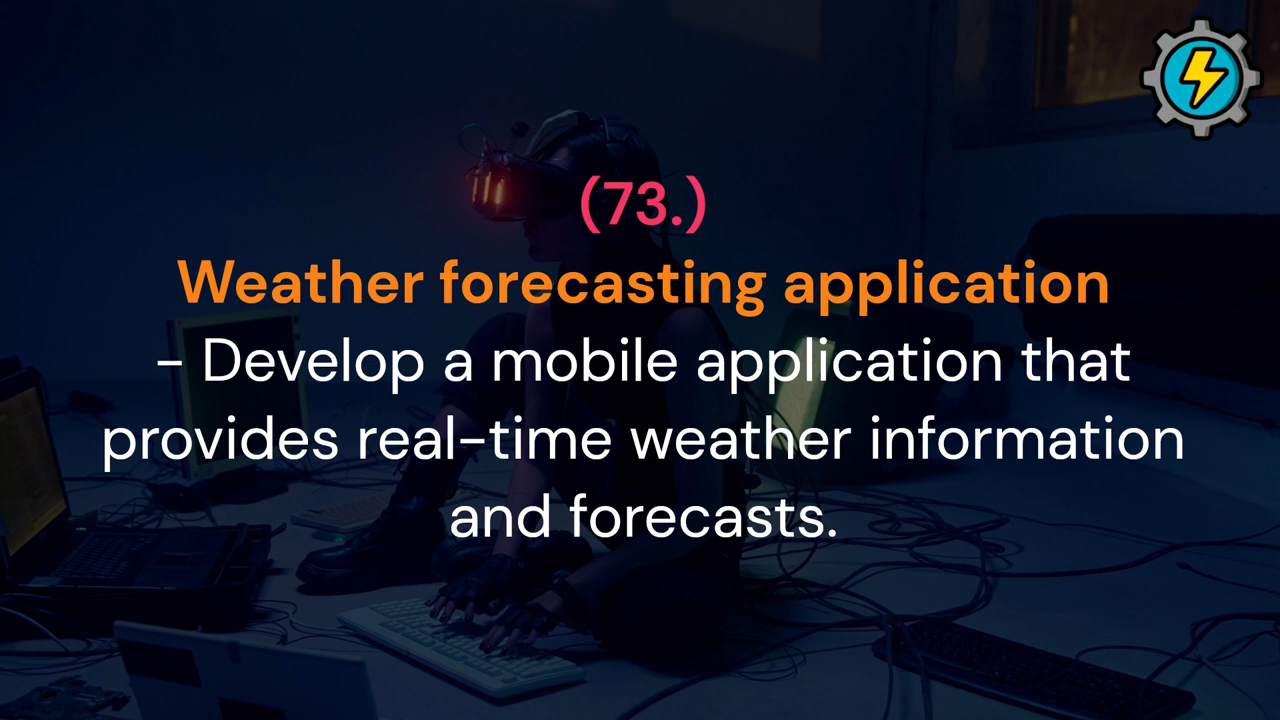 (73.)
Weather forecasting application
- Develop a mobile application that
provides real-time weather information
and forecasts.